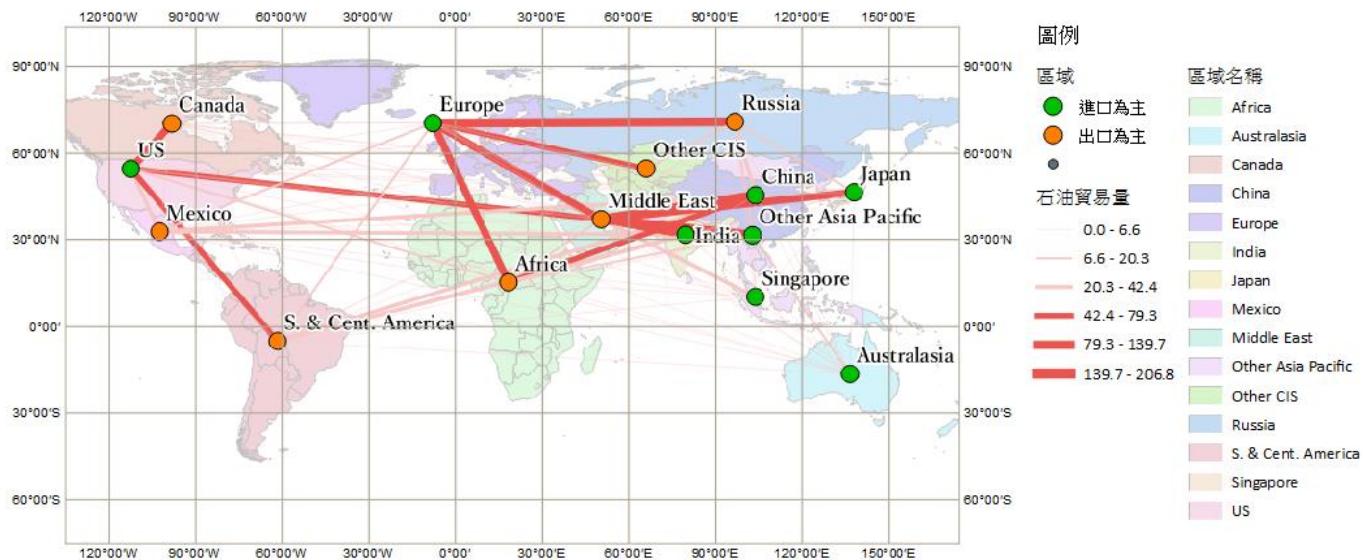 120°00'W 90°00'W 60°00'W 30°00'W 0°00' 30°00'E 60°00'E 90°00'E 120°00'E 150°00'E
90°00'N 90°00'N
Canada Europe Russia
60°00'N US Other CIS 60°00'N
China Japan
Mexico Middle East Other Asia Pacific
30°00'N India 30°00'N
Africa Singapore
0°00' S. & Cent. America 0°00'
Australasia
30°00'S 30°00'S
60°00'S 60°00'S
120°00'W 90°00'W 60°00'W 30°00'W 0°00' 30°00'E 60°00'E 90°00'E 120°00'E 150°00'E
圖例
區域
進口為主
出口為主
石油貿易量
0.0 - 6.6
6.6 - 20.3
20.3 - 42.4
42.4 - 79.3
79.3 - 139.7
139.7 - 206.8
區域名稱
Africa
Australasia
Canada
China
Europe
India
Japan
Mexico
Middle East
Other Asia Pacific
Other CIS
Russia
S. & Cent. America
Singapore
US